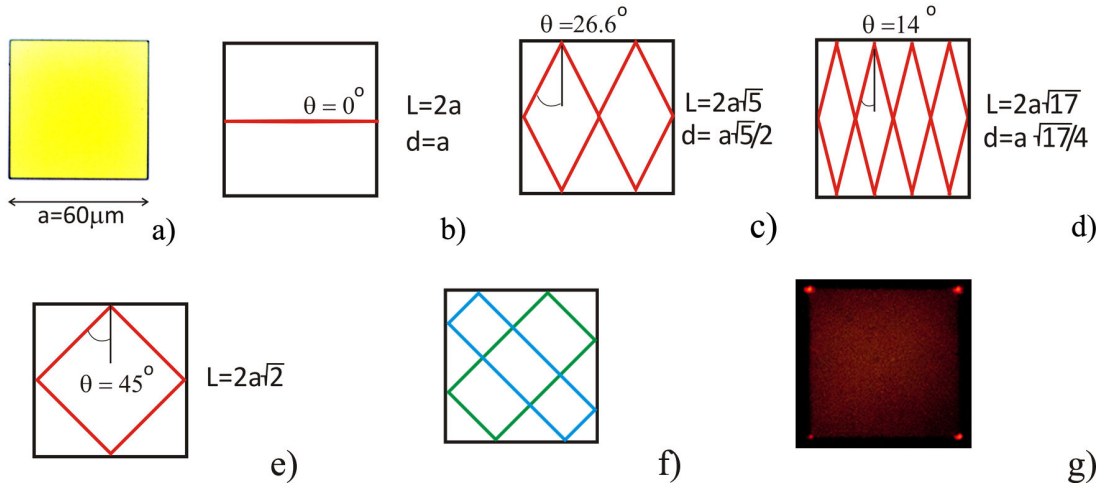 a=60μm
a)
θ=0°
L=2a
d=a
b)
θ=26.6°
L=2a√5
d= a√5/2
c)
θ=14°
L=2a√17
d=a √17/4
d)
θ=45°
L=2a√2
e)
f)
g)